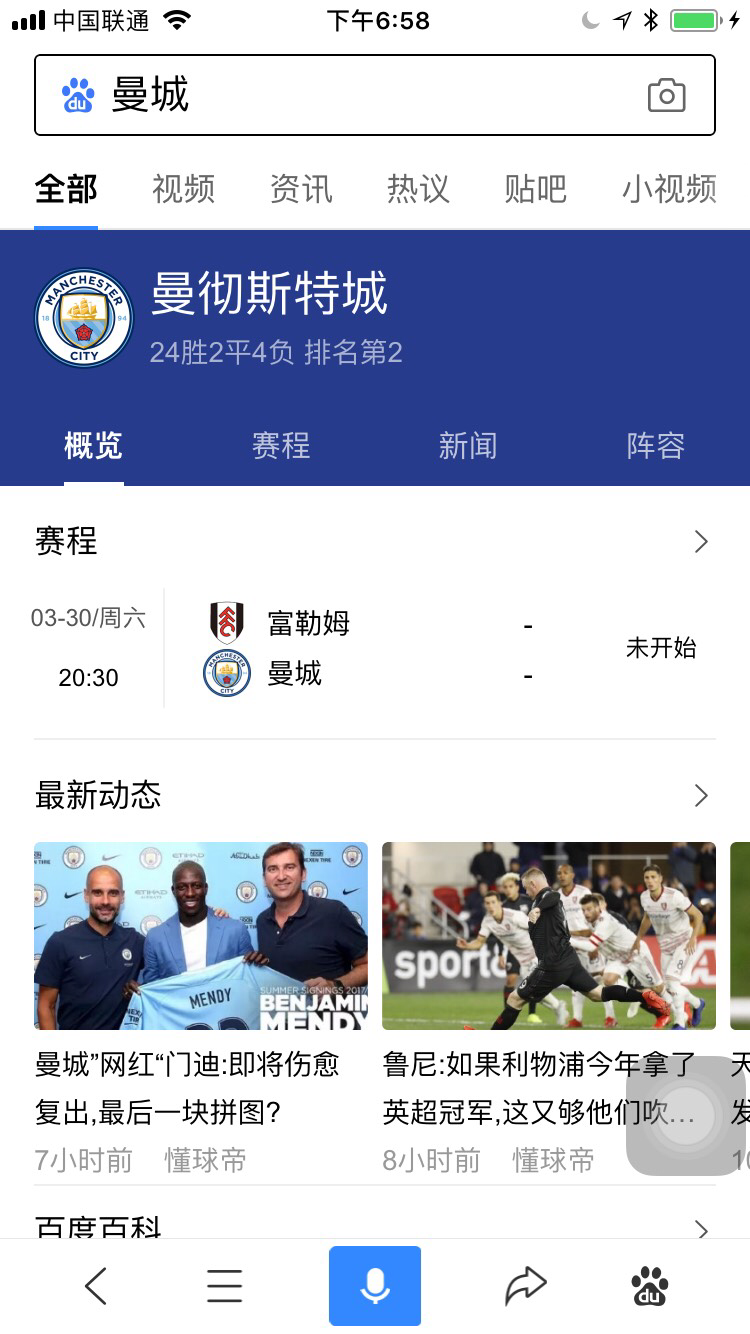 中国联通
下午6:58
du 曼城
全部 视频 资讯 热议 贴吧 小视频
MANCHESTER
18 94
CITY
曼彻斯特城
24胜2平4负 排名第2
概览 赛程 新闻 阵容
赛程
03-30/周六
20:30
富勒姆 -
MANCHESTER
CITY
曼城 -
未开始
最新动态
MENDY
SUMMER SIGNINGS 2017/
BENJAMIN
MENDY
sport
曼城”网红“门迪:即将伤愈
复出,最后一块拼图?
7小时前 懂球帝
鲁尼:如果利物浦今年拿了
英超冠军,这又够他们吹...
8小时前 懂球帝
天
发
10
百度百科
du